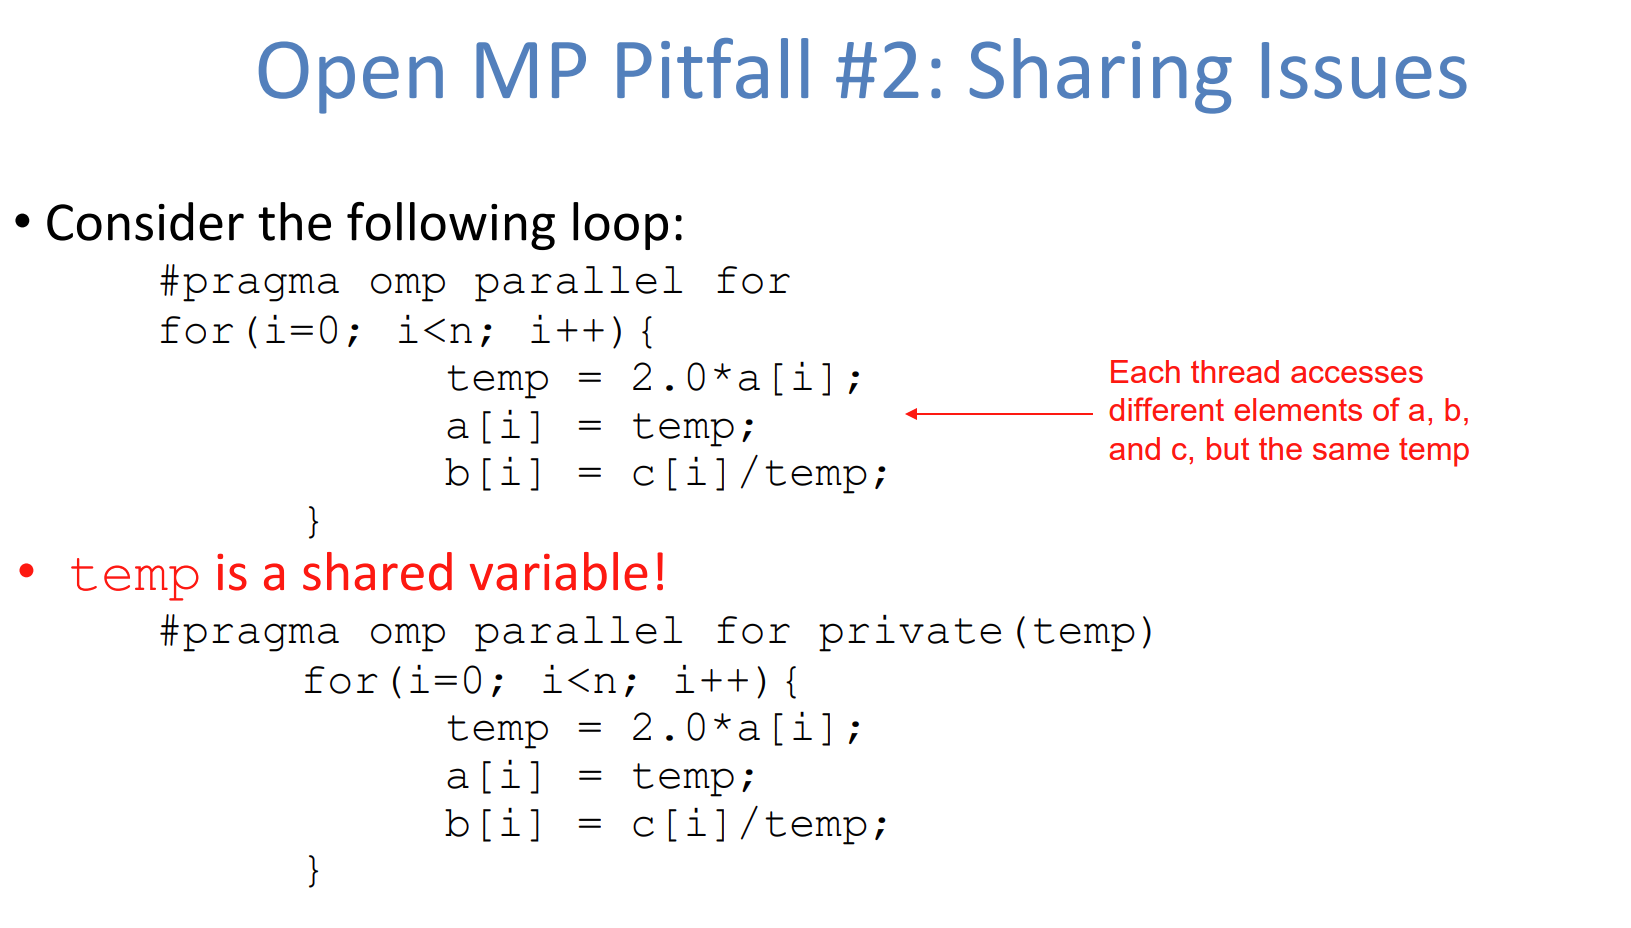 Open MP Pitfall #2: Sharing Issues
• Consider the following loop:
#pragma omp parallel for
for(i=0; i<n; i++){
temp = 2.0*a[i];
a[i] = temp;
b[i] = c[i]/temp;
}
Each thread accesses
different elements of a, b,
and c, but the same temp
• temp is a shared variable!
#pragma omp parallel for private(temp)
for(i=0; i<n; i++){
temp = 2.0*a[i];
a[i] = temp;
b[i] = c[i]/temp;
}